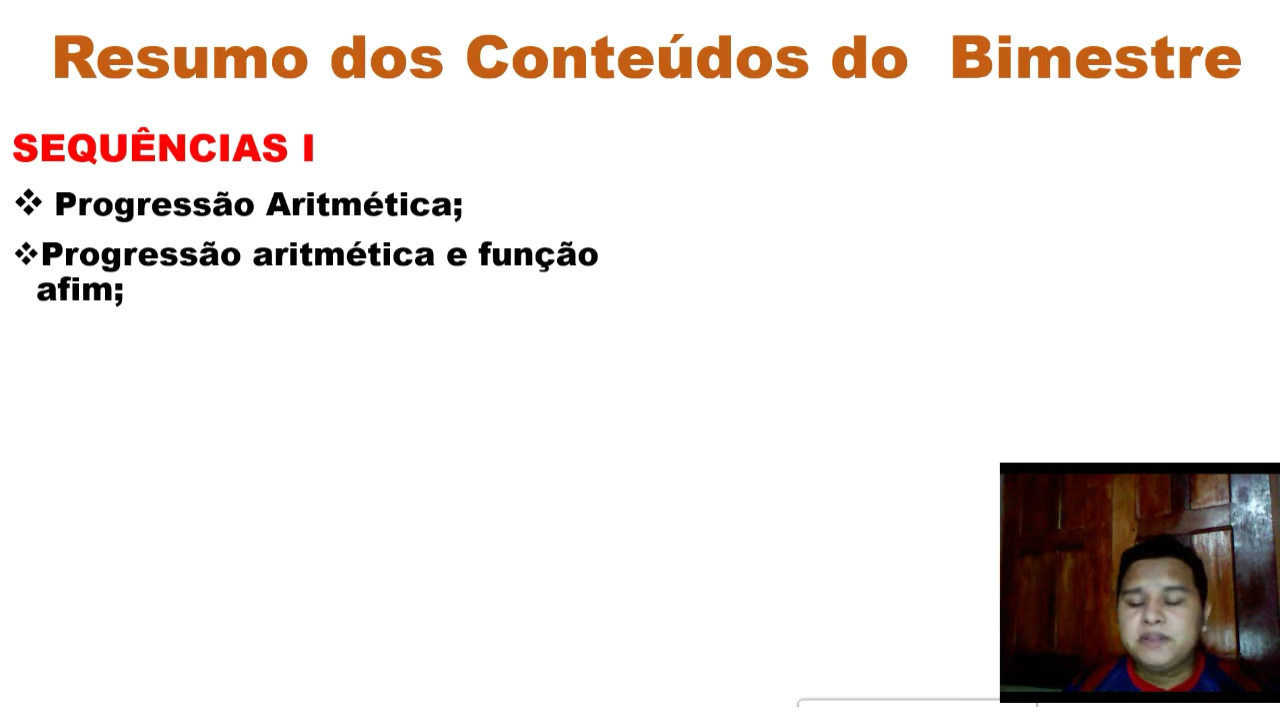 Resumo dos Conteúdos do Bimestre
SEQUÊNCIAS I
❖ Progressão Aritmética;
❖Progressão aritmética e função
afim;